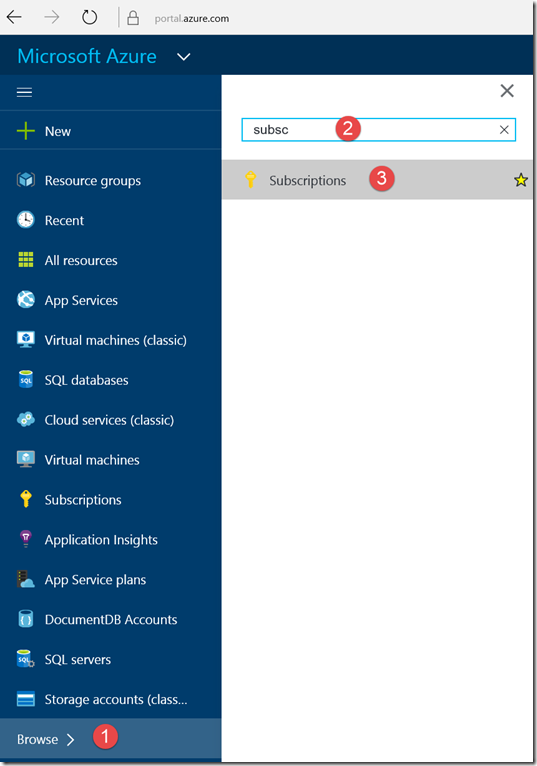 portal.azure.com
Microsoft Azure
New
Resource groups
Recent
All resources
App Services
Virtual machines (classic)
SQL databases
Cloud services (classic)
Virtual machines
Subscriptions
Application Insights
App Service plans
DocumentDB Accounts
SQL servers
Storage accounts (class...
Browse 1
subsc 2
Subscriptions 3